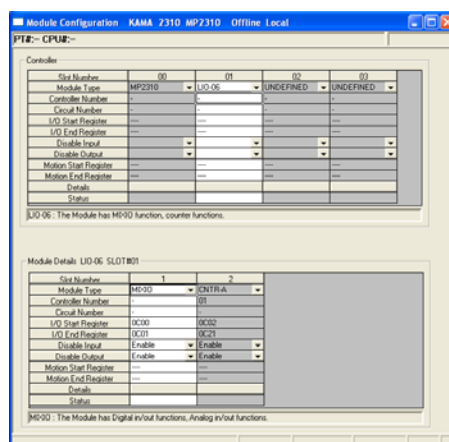 Module Configuration KAMA 2310 MP2310 Offline Local
PT#:- CPU#:-
Controller
Slot Number 00 01 02 03
Module Type MP2310 LIO-06 UNDEFINED UNDEFINED
Controller Number - - - -
Circuit Number - - - -
I/O Start Register ---- ---- ---- ----
I/O End Register ---- ---- ---- ----
Disable Input
Disable Output
Motion Start Register ---- ---- ---- ----
Motion End Register ---- ---- ---- ----
Details
Status
LIO-06 : The Module has MIXIO function, counter functions.
Module Details LIO-06 SLOT#01
Slot Number 1 2
Module Type MIXIO CNTR-A
Controller Number - 01
Circuit Number - -
I/O Start Register 0C00 0C02
I/O End Register 0C01 0C21
Disable Input Enable Enable
Disable Output Enable Enable
Motion Start Register ---- ----
Motion End Register ---- ----
Details
Status
MIXIO : The Module has Digital in/out functions, Analog in/out functions.